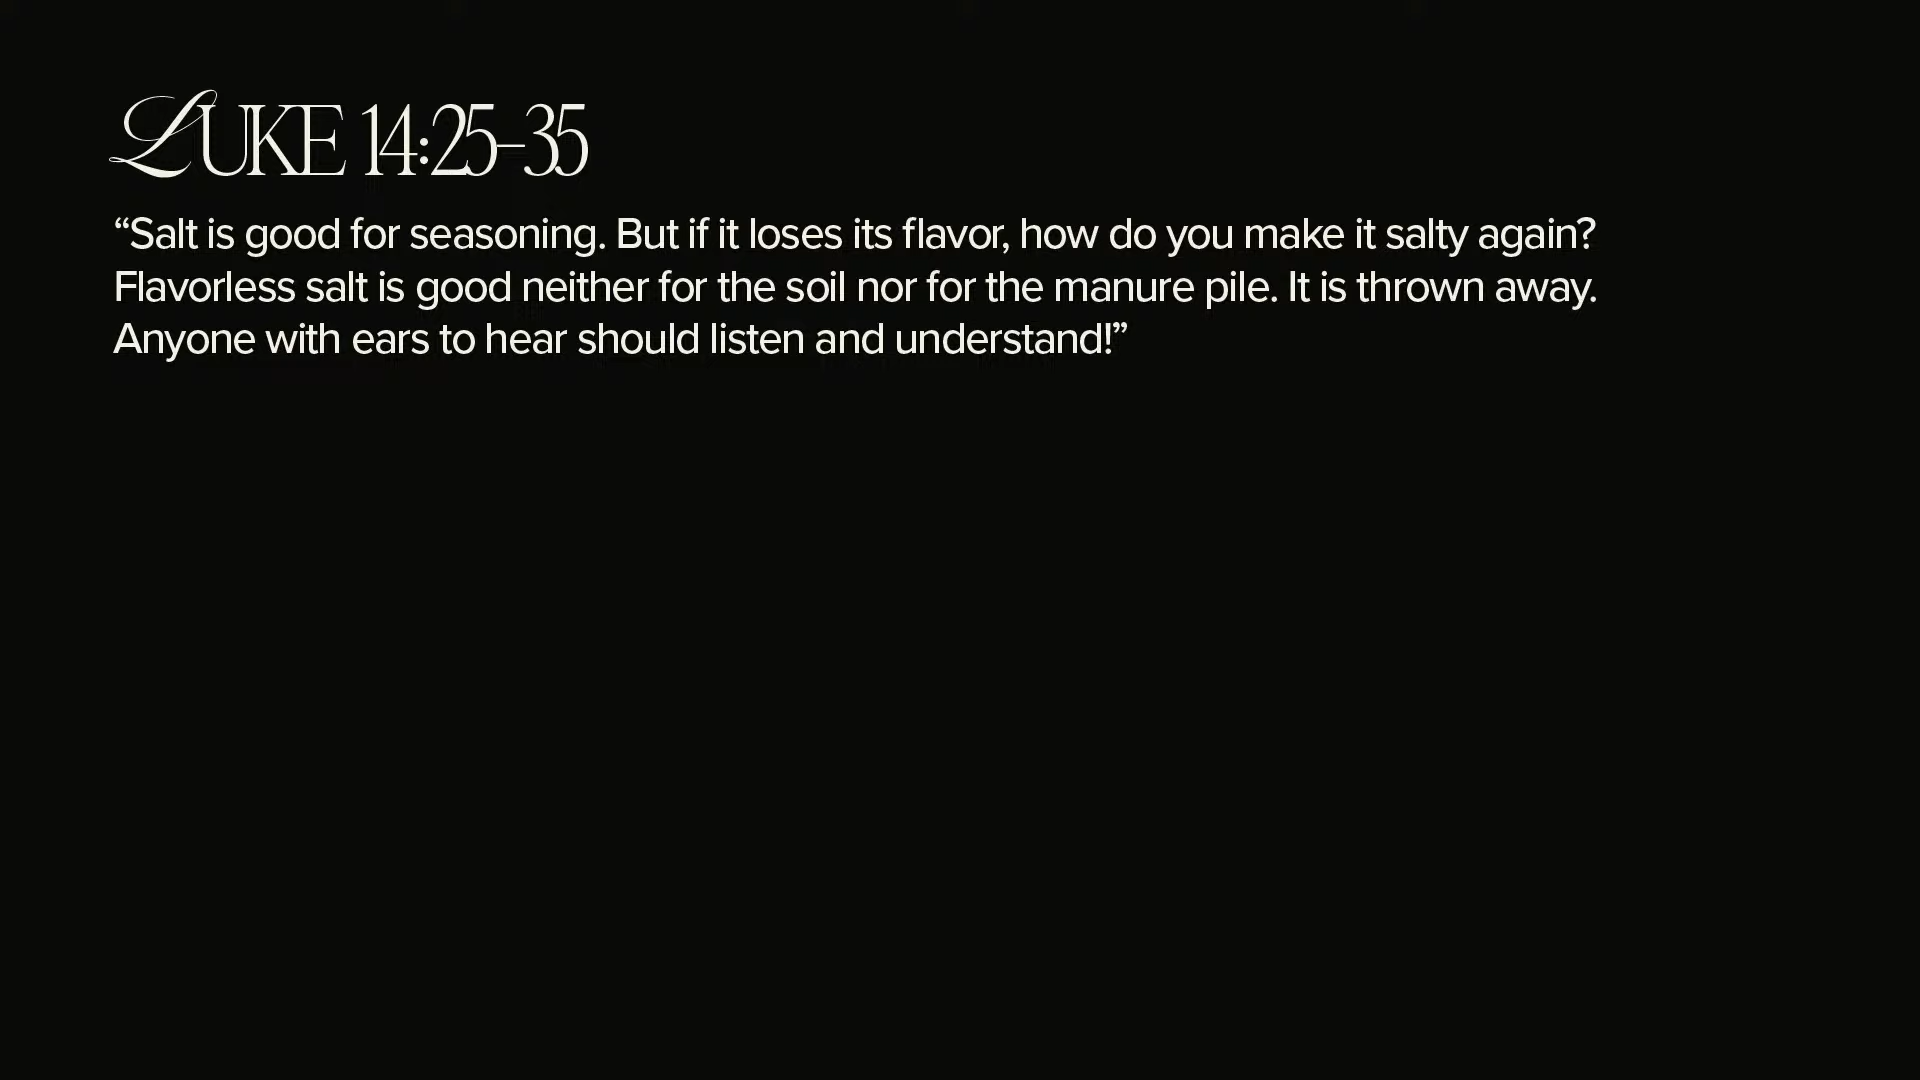 LUKE 14:25–35
“Salt is good for seasoning. But if it loses its flavor, how do you make it salty again?
Flavorless salt is good neither for the soil nor for the manure pile. It is thrown away.
Anyone with ears to hear should listen and understand!”